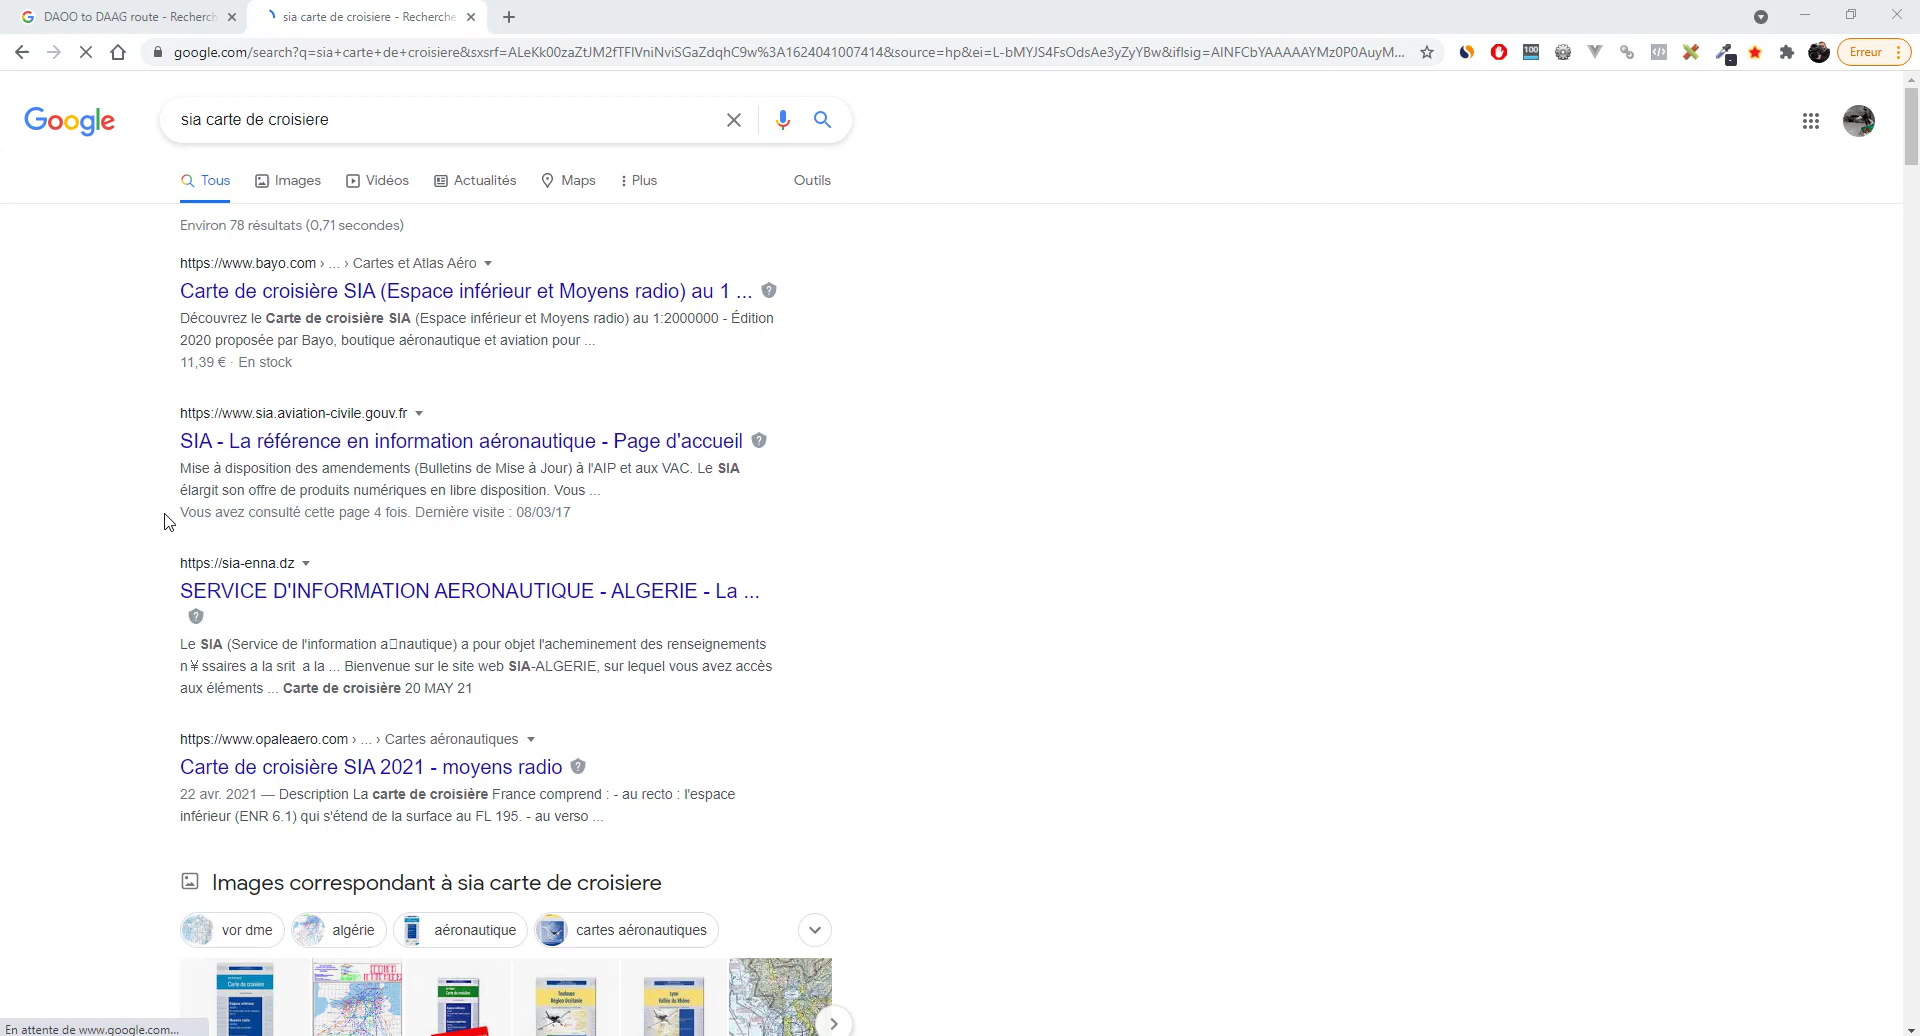 DAOO to DAAG route - Recherch
sia carte de croisiere - Recherche
google.com/search?q=sia+carte+de+croisiere&sxsrf=ALeKk00zaZtJM2fTFlVniNviSGaZdqhC9w%3A1624041007414&source=hp&ei=L-bMYJS4FsOdsAe3yZyYBw&iflsig=AINFCbYAAAAAYMz0P0AuyM...
100
Erreur
Google
sia carte de croisiere
Tous
Images
Vidéos
Actualités
Maps
Plus
Outils
Environ 78 résultats (0,71 secondes)
https://www.bayo.com › ... › Cartes et Atlas Aéro
Carte de croisière SIA (Espace inférieur et Moyens radio) au 1 ...
Découvrez le Carte de croisière SIA (Espace inférieur et Moyens radio) au 1:2000000 - Édition
2020 proposée par Bayo, boutique aéronautique et aviation pour ...
11,39 € · En stock
https://www.sia.aviation-civile.gouv.fr
SIA - La référence en information aéronautique - Page d'accueil
Mise à disposition des amendements (Bulletins de Mise à Jour) à l'AIP et aux VAC. Le SIA
élargit son offre de produits numériques en libre disposition. Vous ...
Vous avez consulté cette page 4 fois. Dernière visite : 08/03/17
https://sia-enna.dz
SERVICE D'INFORMATION AERONAUTIQUE - ALGERIE - La ...
Le SIA (Service de l'information a□nautique) a pour objet l'acheminement des renseignements
n¥ ssaires a la srit a la ... Bienvenue sur le site web SIA-ALGERIE, sur lequel vous avez accès
aux éléments ... Carte de croisière 20 MAY 21
https://www.opaleaero.com › ... › Cartes aéronautiques
Carte de croisière SIA 2021 - moyens radio
22 avr. 2021 — Description La carte de croisière France comprend : - au recto : l'espace
inférieur (ENR 6.1) qui s'étend de la surface au FL 195. - au verso ...
Images correspondant à sia carte de croisiere
vor dme
algérie
aéronautique
cartes aéronautiques
Carte de croisière
En attente de www.google.com...